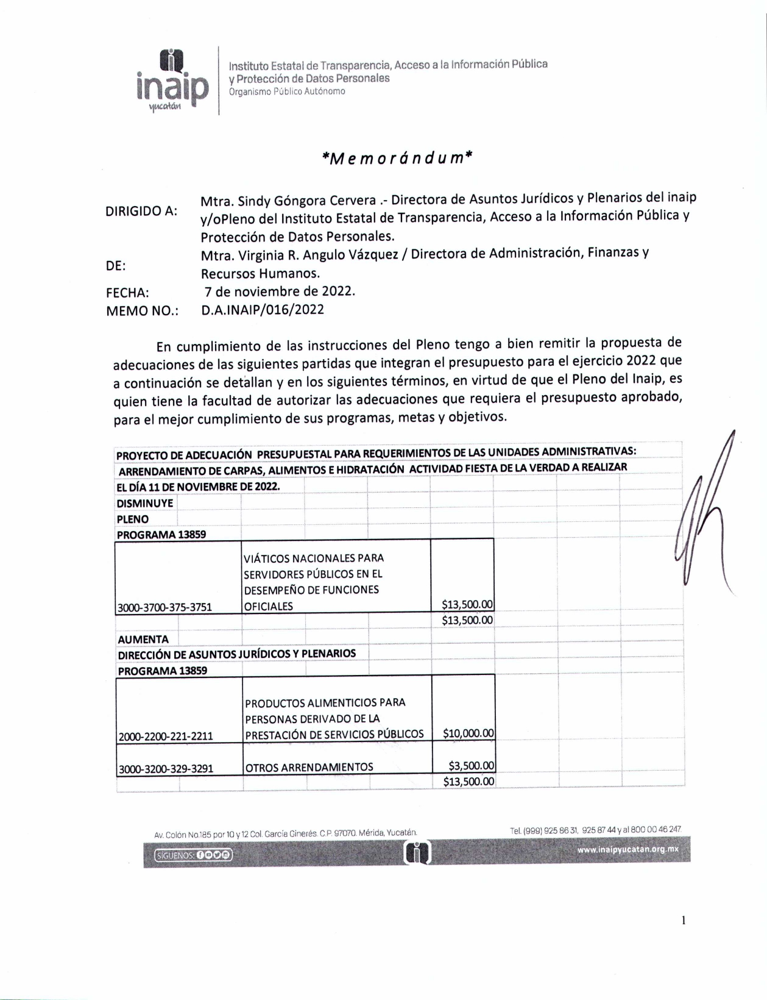 inaip
yucatán
Instituto Estatal de Transparencia, Acceso a la Información Pública
y Protección de Datos Personales
Organismo Público Autónomo
*Memorándum*
DIRIGIDO A:
Mtra. Sindy Góngora Cervera .- Directora de Asuntos Jurídicos y Plenarios del inaip
y/oPleno del Instituto Estatal de Transparencia, Acceso a la Información Pública y
Protección de Datos Personales.
DE:
Mtra. Virginia R. Angulo Vázquez / Directora de Administración, Finanzas y
Recursos Humanos.
FECHA: 7 de noviembre de 2022.
MEMO NO.: D.A.INAIP/016/2022
En cumplimiento de las instrucciones del Pleno tengo a bien remitir la propuesta de
adecuaciones de las siguientes partidas que integran el presupuesto para el ejercicio 2022 que
a continuación se detallan y en los siguientes términos, en virtud de que el Pleno del Inaip, es
quien tiene la facultad de autorizar las adecuaciones que requiera el presupuesto aprobado,
para el mejor cumplimiento de sus programas, metas y objetivos.
PROYECTO DE ADECUACIÓN PRESUPUESTAL PARA REQUERIMIENTOS DE LAS UNIDADES ADMINISTRATIVAS:
ARRENDAMIENTO DE CARPAS, ALIMENTOS E HIDRATACIÓN ACTIVIDAD FIESTA DE LA VERDAD A REALIZAR
EL DÍA 11 DE NOVIEMBRE DE 2022.
DISMINUYE
PLENO
PROGRAMA 13859
VIÁTICOS NACIONALES PARA
SERVIDORES PÚBLICOS EN EL
DESEMPEÑO DE FUNCIONES
3000-3700-375-3751 OFICIALES $13,500.00
$13,500.00
AUMENTA
DIRECCIÓN DE ASUNTOS JURÍDICOS Y PLENARIOS
PROGRAMA 13859
PRODUCTOS ALIMENTICIOS PARA
PERSONAS DERIVADO DE LA
2000-2200-221-2211 PRESTACIÓN DE SERVICIOS PÚBLICOS $10,000.00
3000-3200-329-3291 OTROS ARRENDAMIENTOS $3,500.00
$13,500.00
Av. Colón No.185 por 10 y 12 Col. García Ginerés. C.P. 97070. Mérida, Yucatán.
Tel. (999) 925 86 31, 925 87 44 y al 800 00 46 247
SÍGUENOS:
www.inaipyucatan.org.mx
1